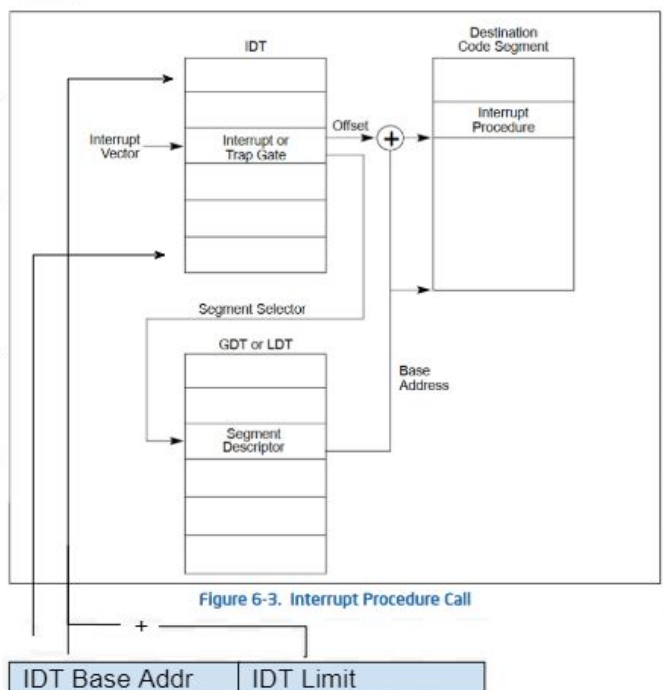 IDT
Destination
Code Segment
Interrupt
Vector
Interrupt or
Trap Gate
Offset
+
Interrupt
Procedure
Segment Selector
GDT or LDT
Base
Address
Segment
Descriptor
Figure 6-3. Interrupt Procedure Call
+
IDT Base Addr
IDT Limit